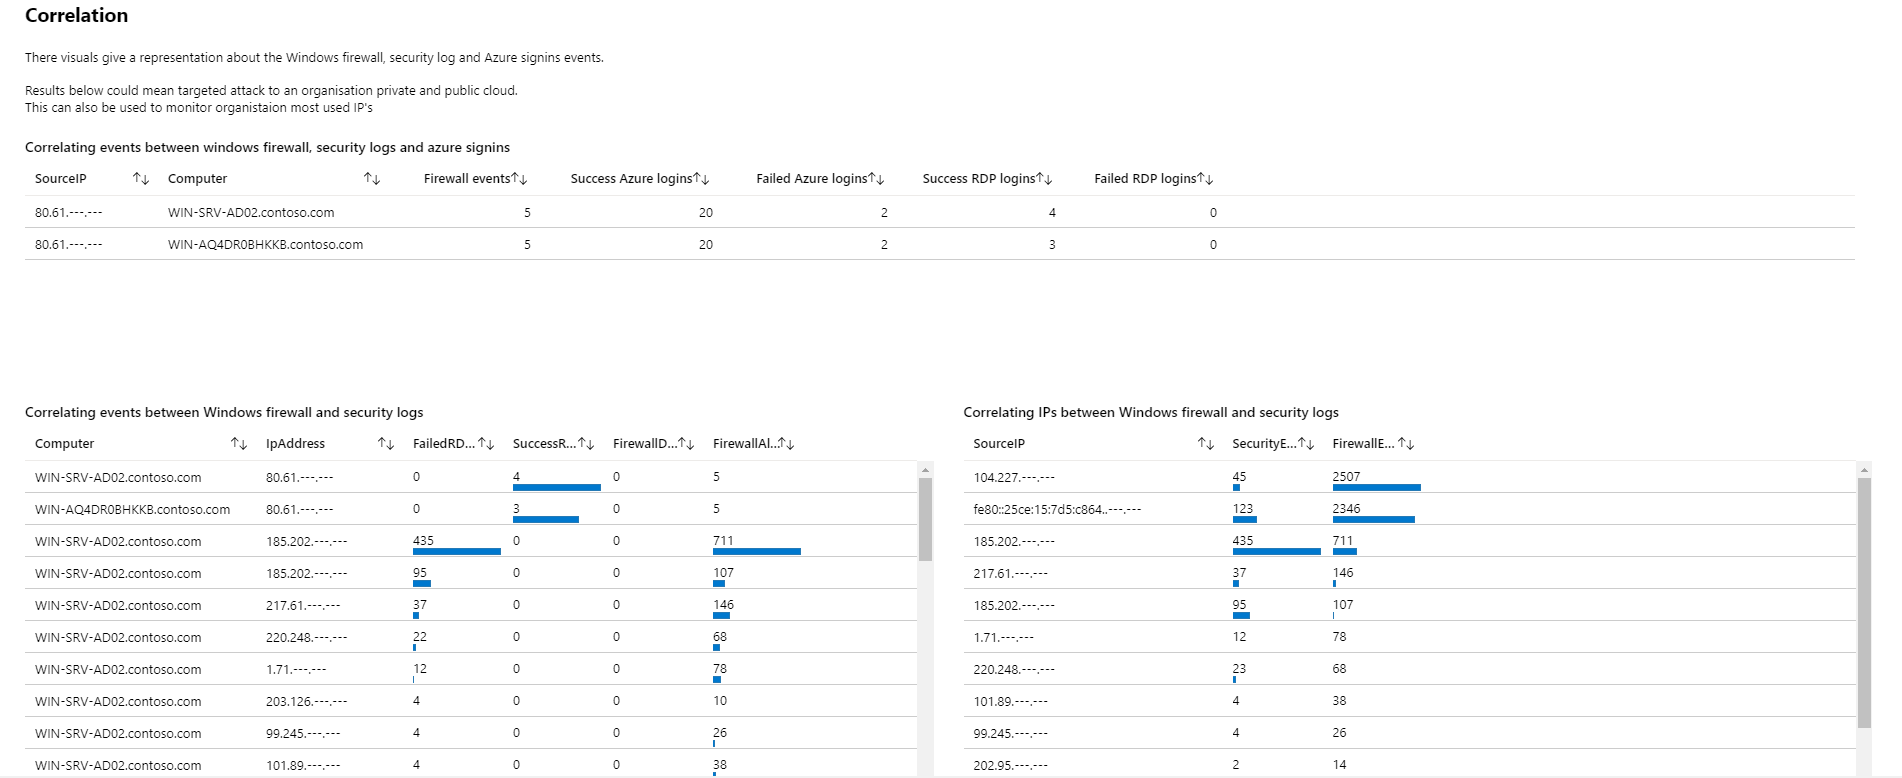 Correlation
There visuals give a representation about the Windows firewall, security log and Azure signins events.
Results below could mean targeted attack to an organisation private and public cloud.
This can also be used to monitor organistaion most used IP's
Correlating events between windows firewall, security logs and azure signins
SourceIP ↑↓ Computer ↑↓ Firewall events↑↓ Success Azure logins↑↓ Failed Azure logins↑↓ Success RDP logins↑↓ Failed RDP logins↑↓
80.61.---.--- WIN-SRV-AD02.contoso.com 5 20 2 4 0
80.61.---.--- WIN-AQ4DR0BHKKB.contoso.com 5 20 2 3 0
Correlating events between Windows firewall and security logs
Computer ↑↓ IpAddress ↑↓ FailedRD...↑↓ SuccessR...↑↓ FirewallD...↑↓ FirewallAl...↑↓
WIN-SRV-AD02.contoso.com 80.61.---.--- 0 4 0 5
WIN-AQ4DR0BHKKB.contoso.com 80.61.---.--- 0 3 0 5
WIN-SRV-AD02.contoso.com 185.202.---.--- 435 0 0 711
WIN-SRV-AD02.contoso.com 185.202.---.--- 95 0 0 107
WIN-SRV-AD02.contoso.com 217.61.---.--- 37 0 0 146
WIN-SRV-AD02.contoso.com 220.248.---.--- 22 0 0 68
WIN-SRV-AD02.contoso.com 1.71.---.--- 12 0 0 78
WIN-SRV-AD02.contoso.com 203.126.---.--- 4 0 0 10
WIN-SRV-AD02.contoso.com 99.245.---.--- 4 0 0 26
WIN-SRV-AD02.contoso.com 101.89.---.--- 4 0 0 38
Correlating IPs between Windows firewall and security logs
SourceIP ↑↓ SecurityE...↑↓ FirewallE...↑↓
104.227.---.--- 45 2507
fe80::25ce:15:7d5:c864..---.--- 123 2346
185.202.---.--- 435 711
217.61.---.--- 37 146
185.202.---.--- 95 107
1.71.---.--- 12 78
220.248.---.--- 23 68
101.89.---.--- 4 38
99.245.---.--- 4 26
202.95.---.--- 2 14